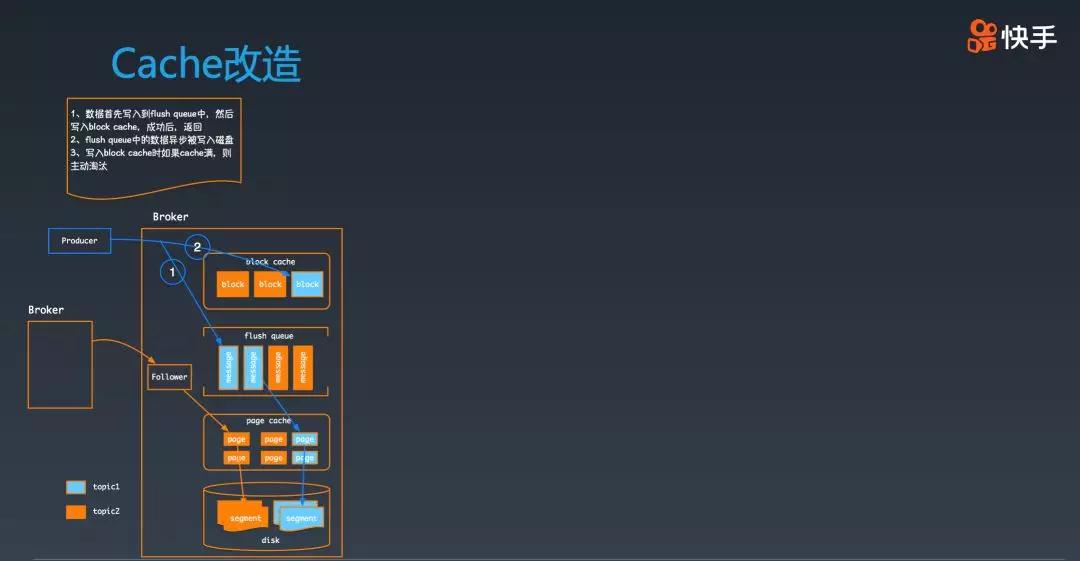 快手
Cache改造
1、数据首先写入到flush queue中，然后
写入block cache，成功后，返回
2、flush queue中的数据异步被写入磁盘
3、写入block cache时如果cache满，则
主动淘汰
Broker
Producer
2
1
block cache
block block block
Broker
flush queue
message message message message
Follower
page cache
page page page
page page page
topic1
topic2
segment segment
disk